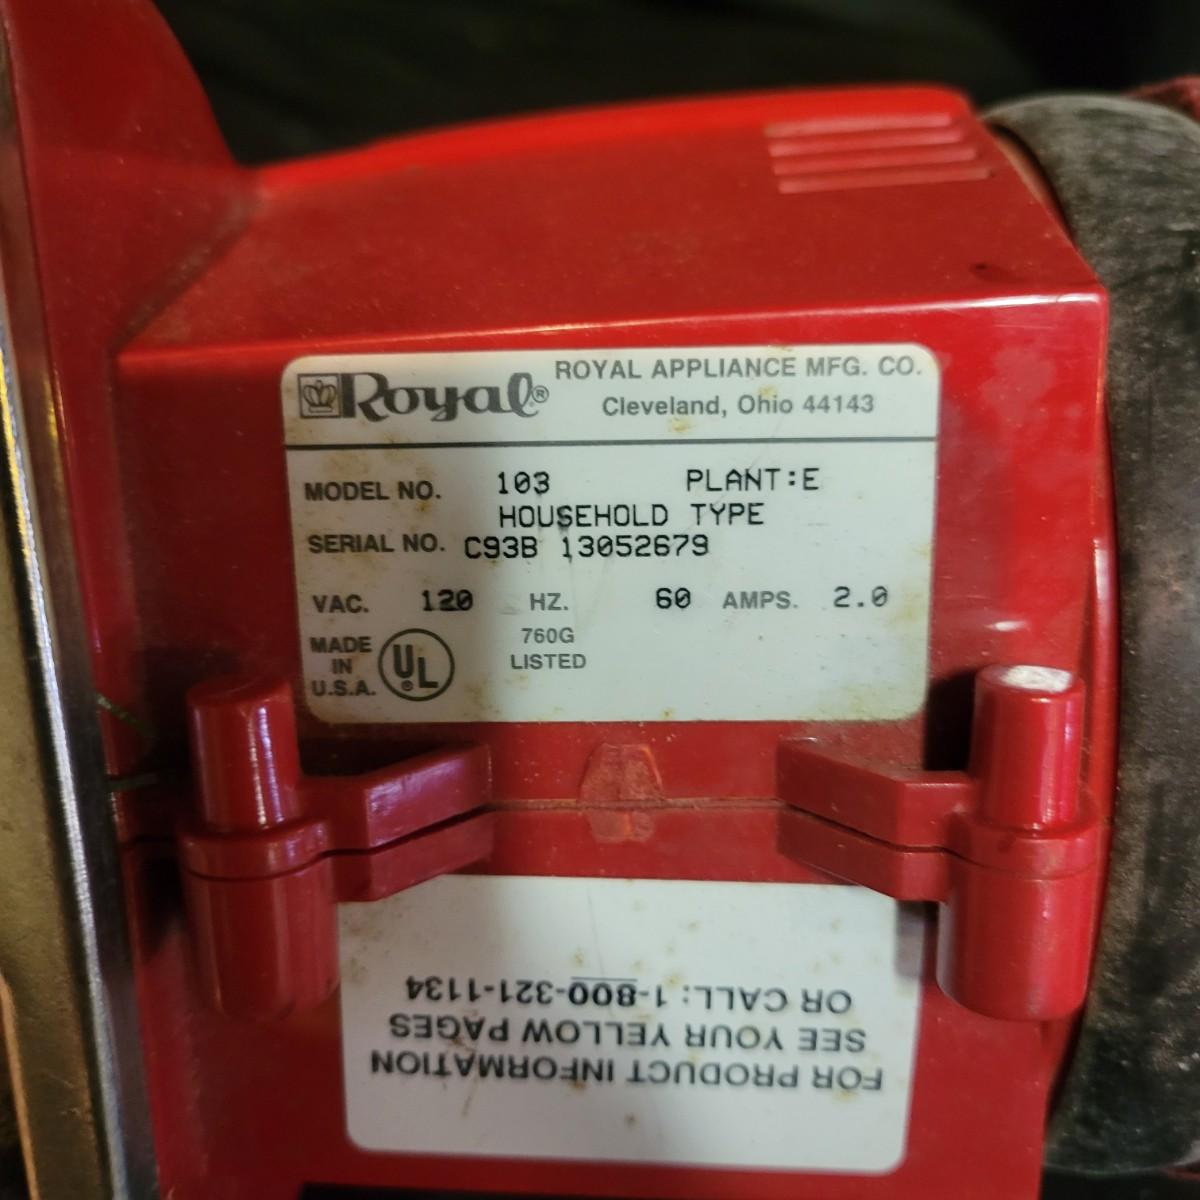 Royal®
ROYAL APPLIANCE MFG. CO.
Cleveland, Ohio 44143
MODEL NO. 103 PLANT:E
HOUSEHOLD TYPE
SERIAL NO. C93B 13052679
VAC. 120 HZ. 60 AMPS. 2.0
MADE
IN
U.S.A.
UL®
760G
LISTED
FOR PRODUCT INFORMATION
SEE YOUR YELLOW PAGES
OR CALL: 1-800-321-1134